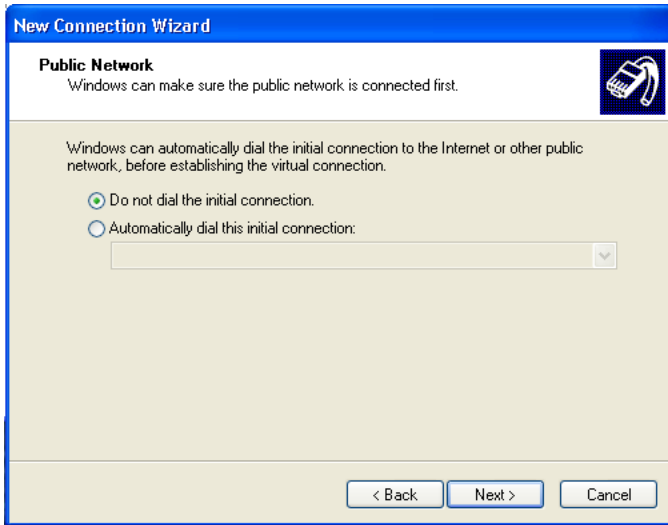 New Connection Wizard
Public Network
Windows can make sure the public network is connected first.
Windows can automatically dial the initial connection to the Internet or other public
network, before establishing the virtual connection.
Do not dial the initial connection.
Automatically dial this initial connection:
< Back Next > Cancel